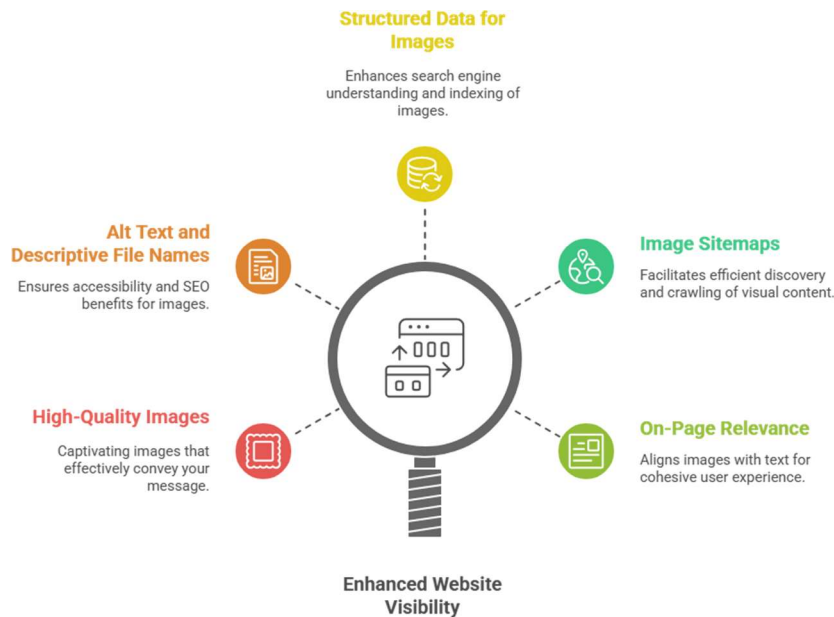 Structured Data for
Images
Enhances search engine
understanding and indexing of
images.
Alt Text and
Descriptive File Names
Ensures accessibility and SEO
benefits for images.
Image Sitemaps
Facilitates efficient discovery
and crawling of visual content.
High-Quality Images
Captivating images that
effectively convey your
message.
On-Page Relevance
Aligns images with text for
cohesive user experience.
Enhanced Website
Visibility